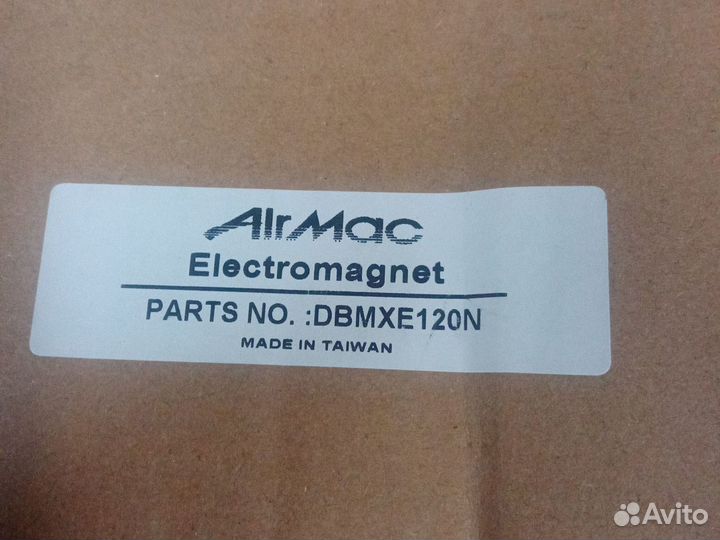 AIrMac
Electromagnet
PARTS NO. :DBMXE120N
MADE IN TAIWAN
Avito